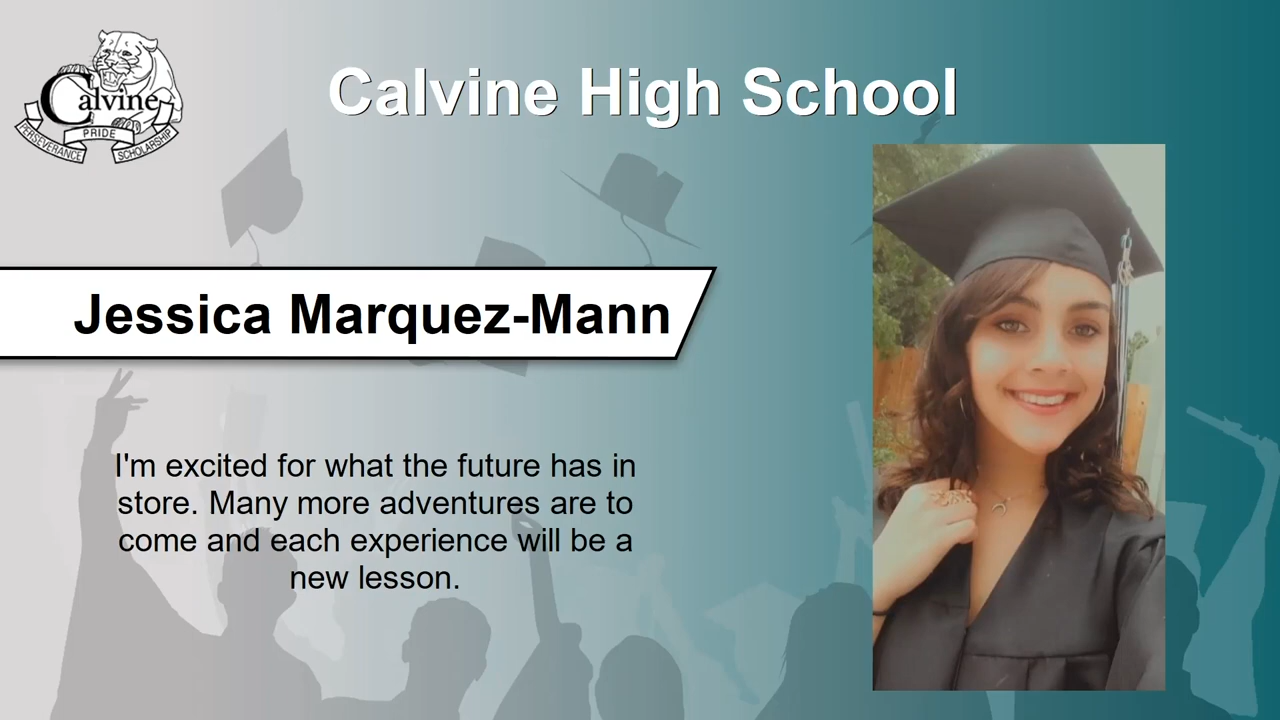 Calvine
PERSEVERANCE
PRIDE
SCHOLARSHIP
Calvine High School
Jessica Marquez-Mann
I'm excited for what the future has in
store. Many more adventures are to
come and each experience will be a
new lesson.